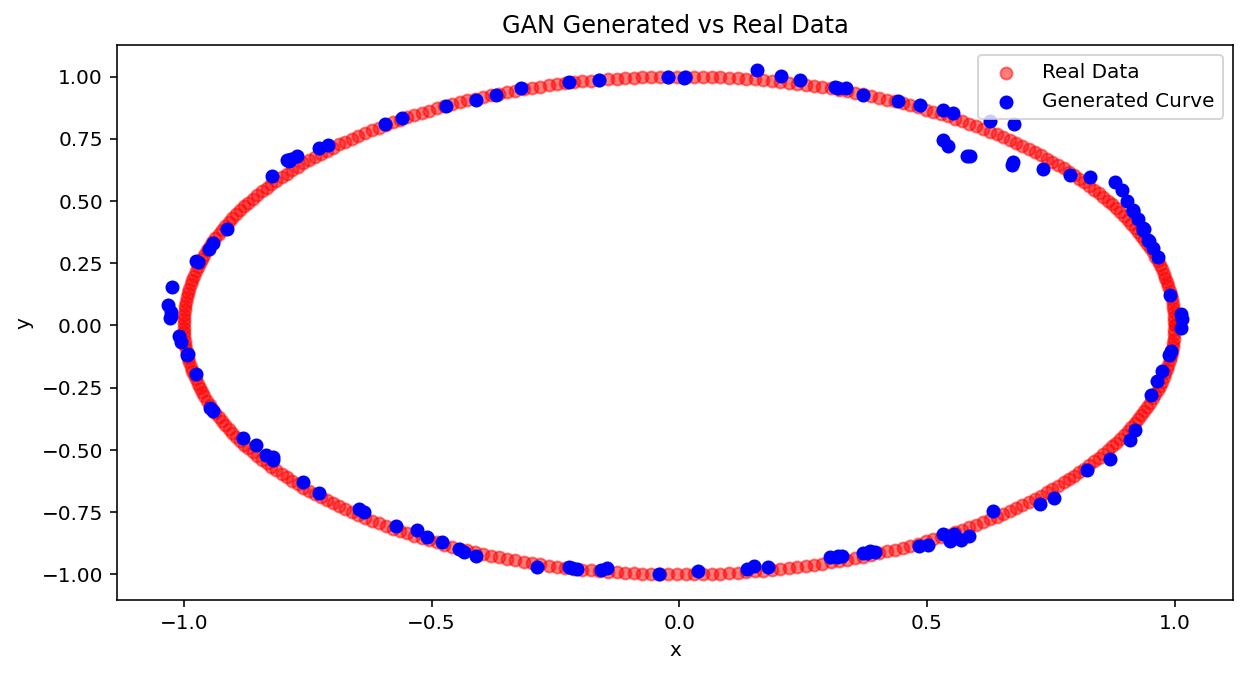 GAN Generated vs Real Data
Real Data
Generated Curve
1.00
0.75
0.50
0.25
0.00
−0.25
−0.50
−0.75
−1.00
y
−1.0 −0.5 0.0 0.5 1.0
x